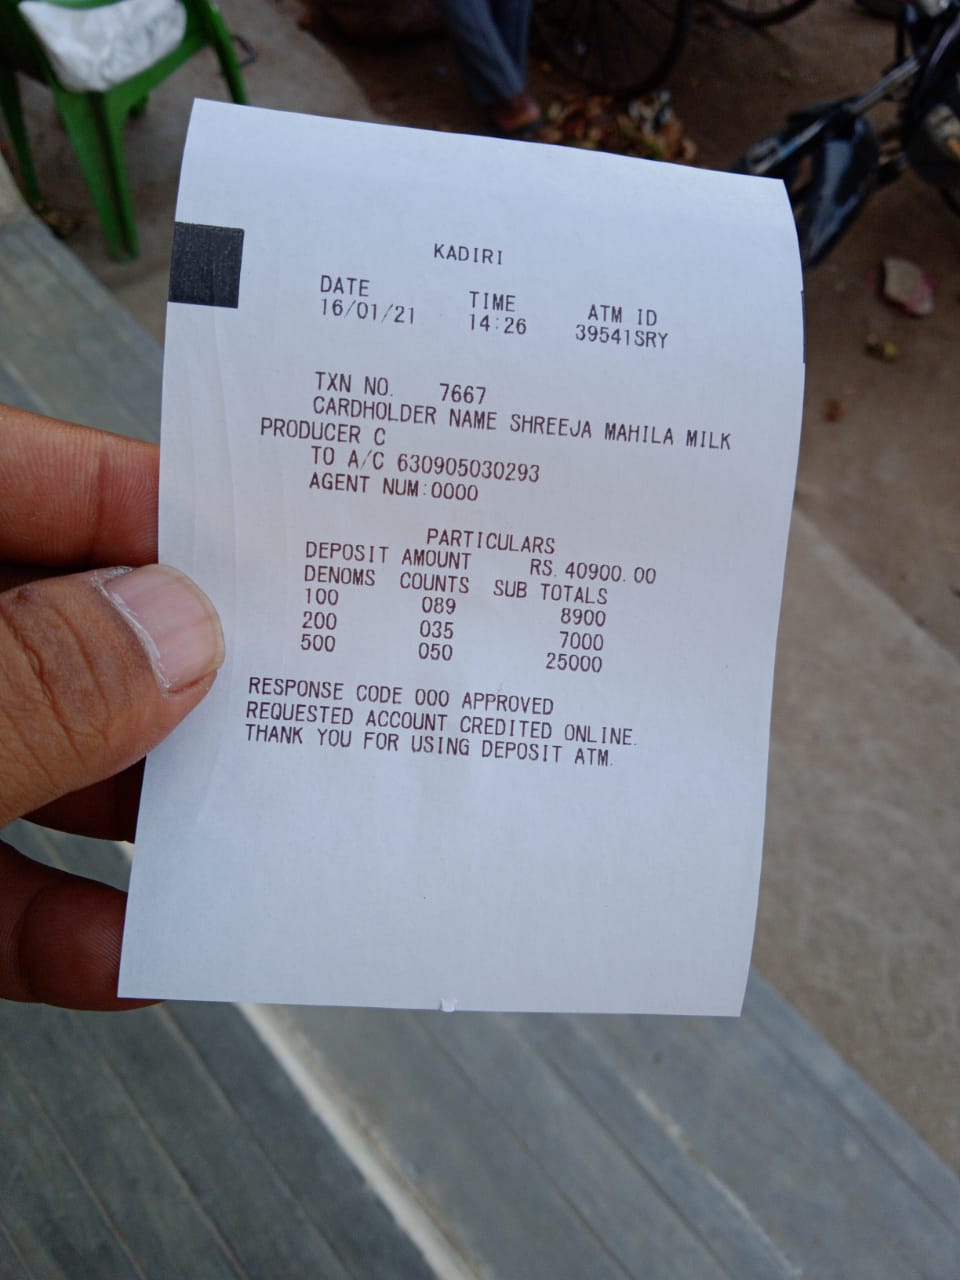 KADIRI
DATE TIME ATM ID
16/01/21 14:26 39541SRY
TXN NO. 7667
CARDHOLDER NAME SHREEJA MAHILA MILK
PRODUCER C
TO A/C 630905030293
AGENT NUM:0000
PARTICULARS
DEPOSIT AMOUNT RS. 40900.00
DENOMS COUNTS SUB TOTALS
100 089 8900
200 035 7000
500 050 25000
RESPONSE CODE 000 APPROVED
REQUESTED ACCOUNT CREDITED ONLINE.
THANK YOU FOR USING DEPOSIT ATM.